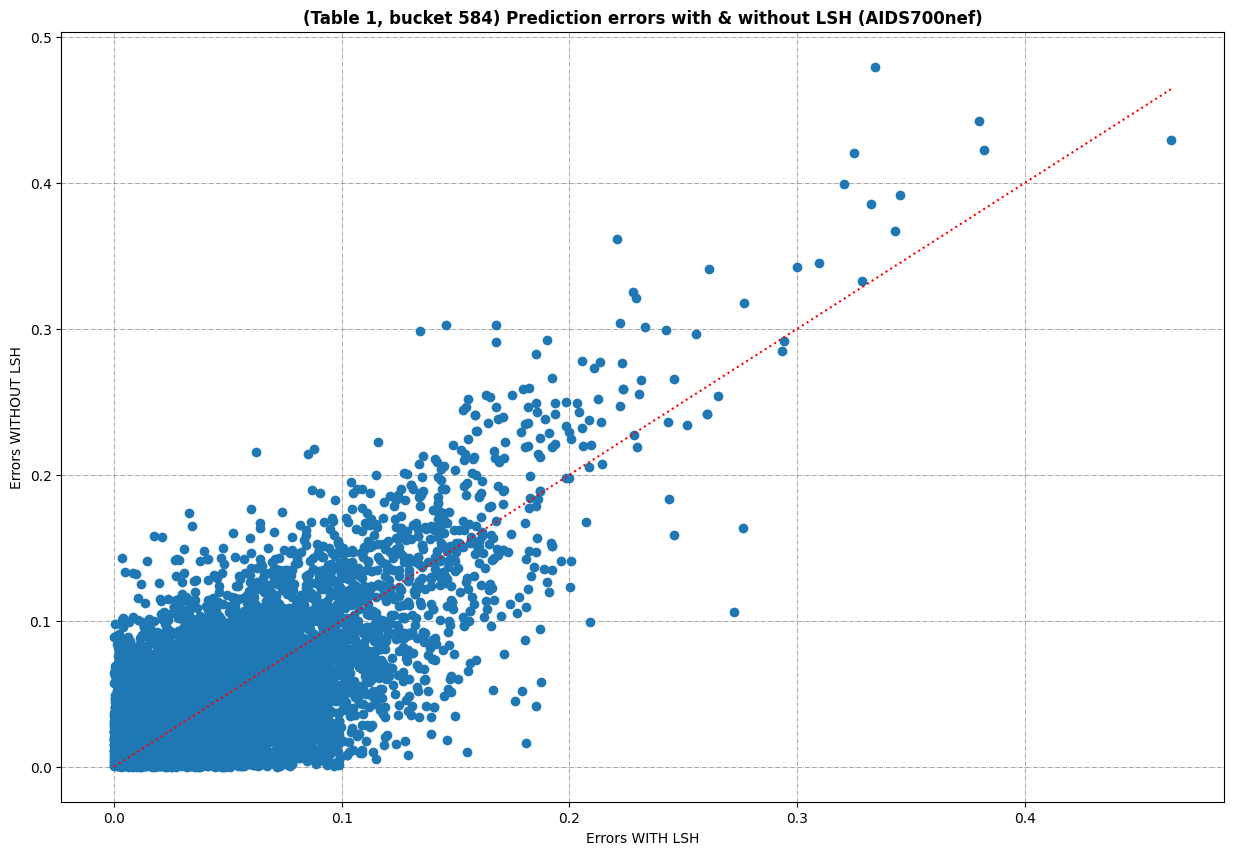 (Table 1, bucket 584) Prediction errors with & without LSH (AIDS700nef)
0.5
0.4
0.3
0.2
0.1
0.0
Errors WITHOUT LSH
0.0 0.1 0.2 0.3 0.4
Errors WITH LSH